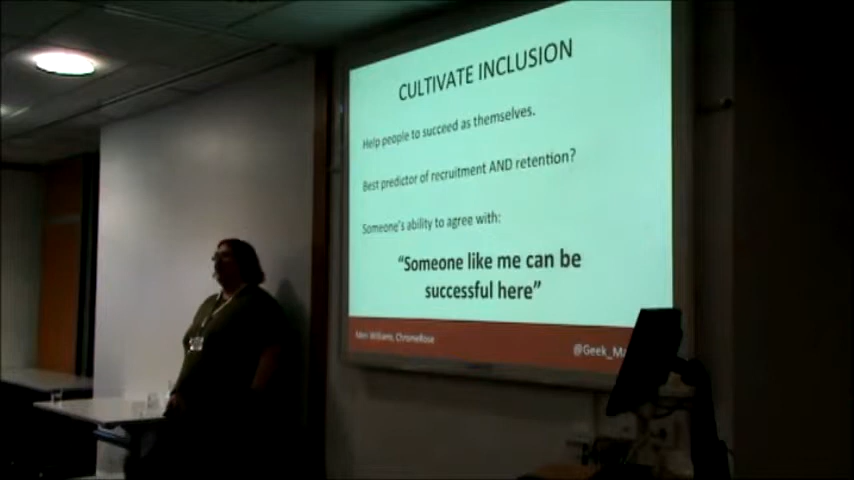 CULTIVATE INCLUSION
Help people to succeed as themselves.
Best predictor of recruitment AND retention?
Someone's ability to agree with:
“Someone like me can be
successful here”
Meri Williams, ChromeRose
@Geek_Ma